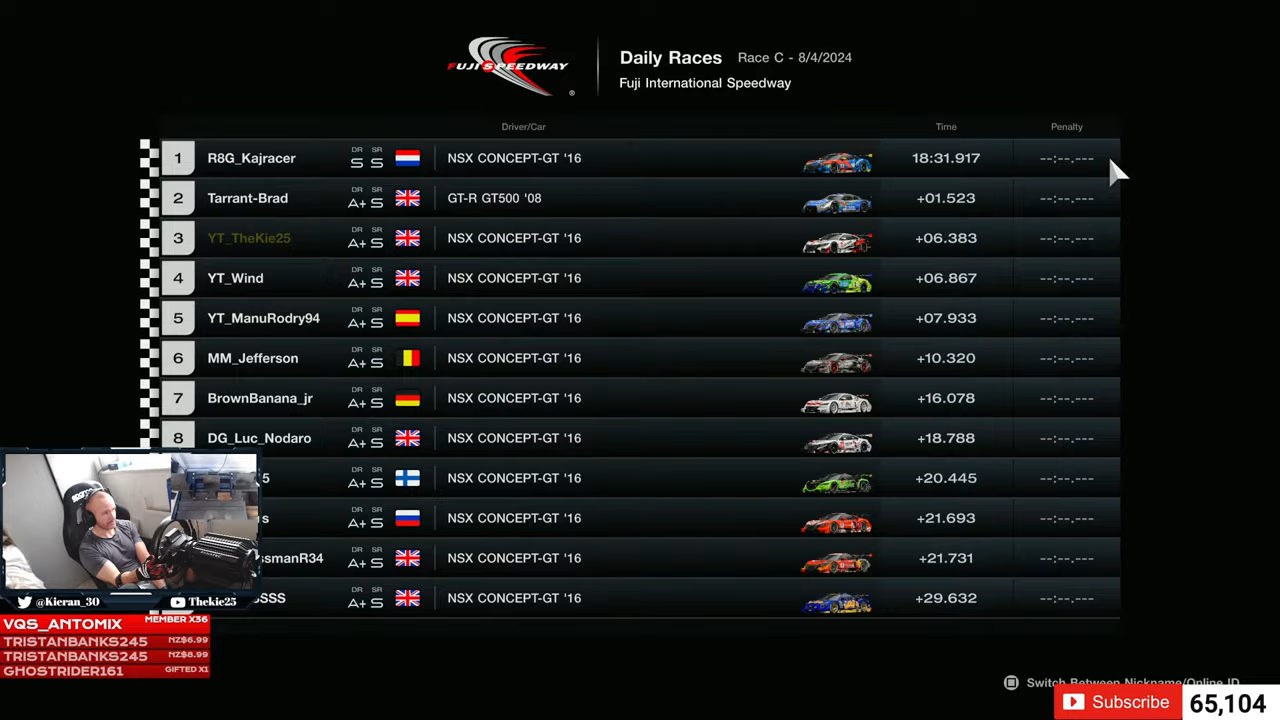 FUJI SPEEDWAY
®
Daily Races Race C - 8/4/2024
Fuji International Speedway
Driver/Car Time Penalty
1 R8G_Kajracer DR S SR S NSX CONCEPT-GT '16 18:31.917 --:--.---
2 Tarrant-Brad DR A+ SR S GT-R GT500 '08 +01.523 --:--.---
3 YT_TheKie25 DR A+ SR S NSX CONCEPT-GT '16 +06.383 --:--.---
4 YT_Wind DR A+ SR S NSX CONCEPT-GT '16 +06.867 --:--.---
5 YT_ManuRodry94 DR A+ SR S NSX CONCEPT-GT '16 +07.933 --:--.---
6 MM_Jefferson DR A+ SR S NSX CONCEPT-GT '16 +10.320 --:--.---
7 BrownBanana_jr DR A+ SR S NSX CONCEPT-GT '16 +16.078 --:--.---
8 DG_Luc_Nodaro DR A+ SR S NSX CONCEPT-GT '16 +18.788 --:--.---
5 DR A+ SR S NSX CONCEPT-GT '16 +20.445 --:--.---
s DR A+ SR S NSX CONCEPT-GT '16 +21.693 --:--.---
smanR34 DR A+ SR S NSX CONCEPT-GT '16 +21.731 --:--.---
SSS DR A+ SR S NSX CONCEPT-GT '16 +29.632 --:--.---
@Kieran_30 Thekie25
VQS_ANTOMIX MEMBER X36
TRISTANBANKS245 NZ$6.99
TRISTANBANKS245 NZ$8.99
GHOSTRIDER161 GIFTED X1
Switch Between Nickname/Online ID
Subscribe 65,104